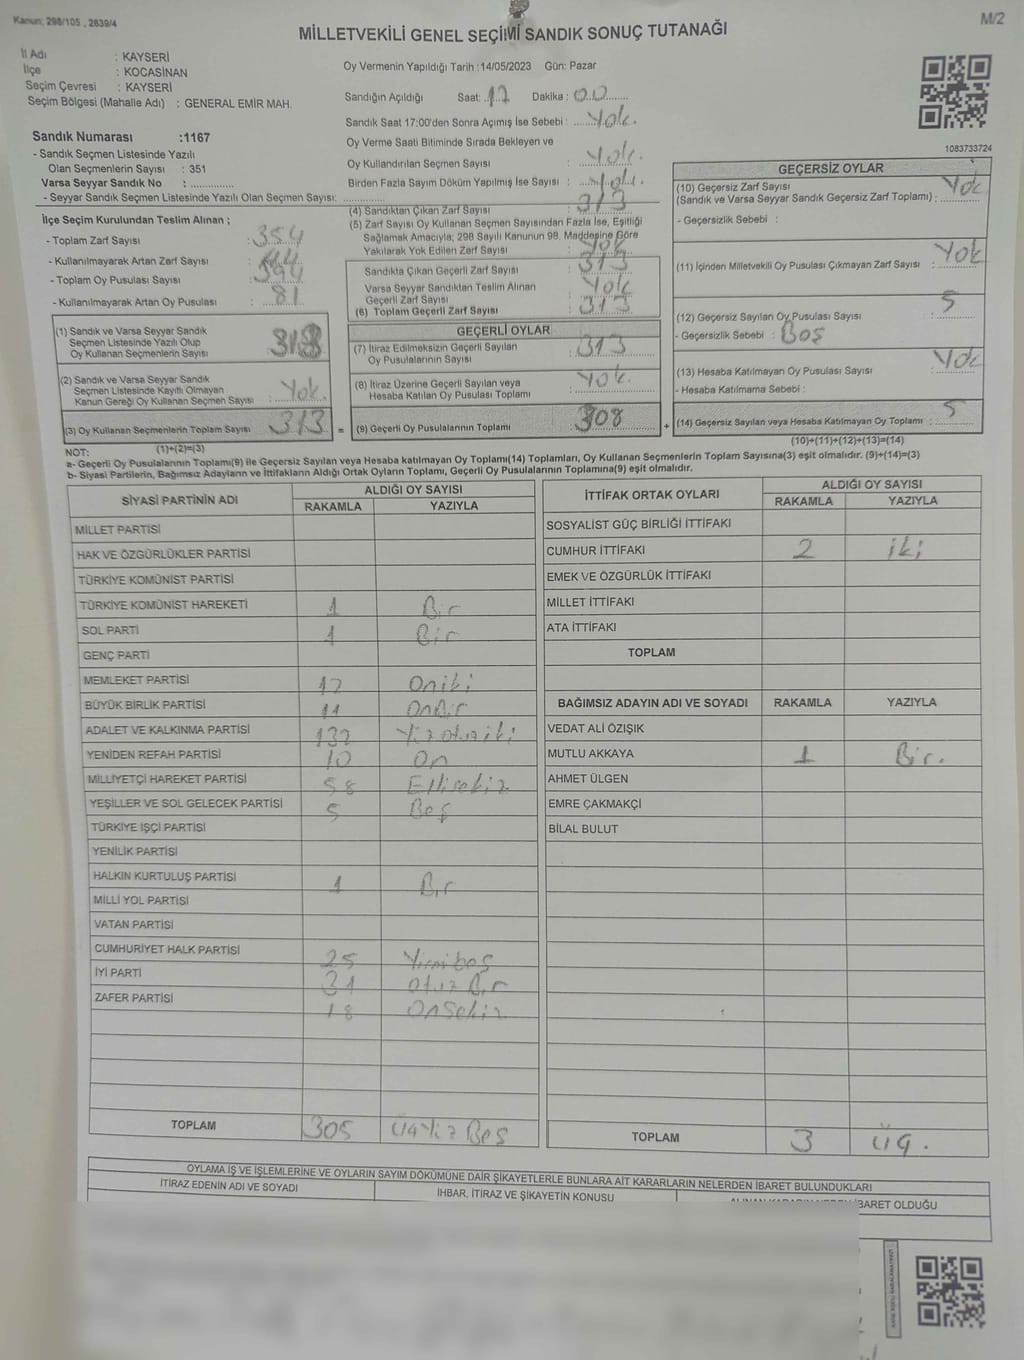 Kanun; 298/105 , 2839/4
M/2
MİLLETVEKİLİ GENEL SEÇİMİ SANDIK SONUÇ TUTANAĞI
İl Adı : KAYSERİ
İlçe : KOCASİNAN
Seçim Çevresi : KAYSERİ
Seçim Bölgesi (Mahalle Adı) : GENERAL EMİR MAH.
Oy Vermenin Yapıldığı Tarih :14/05/2023 Gün: Pazar
Sandığın Açıldığı Saat: 17 Dakika : 00
Sandık Saat 17:00'den Sonra Açımış İse Sebebi : Yok.
Oy Verme Saati Bitiminde Sırada Bekleyen ve
Oy Kullandırılan Seçmen Sayısı : Yok.
Birden Fazla Sayım Döküm Yapılmış İse Sayısı : Yok.
Sandık Numarası :1167
- Sandık Seçmen Listesinde Yazılı
Olan Seçmenlerin Sayısı : 351
Varsa Seyyar Sandık No :
- Seyyar Sandık Seçmen Listesinde Yazılı Olan Seçmen Sayısı:
1083733724
İlçe Seçim Kurulundan Teslim Alınan ;
- Toplam Zarf Sayısı : 354
- Kullanılmayarak Artan Zarf Sayısı :
- Toplam Oy Pusulası Sayısı : 394
- Kullanılmayarak Artan Oy Pusulası : 81
(1) Sandık ve Varsa Seyyar Sandık
Seçmen Listesinde Yazılı Olup
Oy Kullanan Seçmenlerin Sayısı 313
(2) Sandık ve Varsa Seyyar Sandık
Seçmen Listesinde Kayıtlı Olmayan
Kanun Gereği Oy Kullanan Seçmen Sayısı : Yok.
(3) Oy Kullanan Seçmenlerin Toplam Sayısı 313
(1)+(2)=(3)
(4) Sandıktan Çıkan Zarf Sayısı : 313
(5) Zarf Sayısı Oy Kullanan Seçmen Sayısından Fazla İse, Eşitliği
Sağlamak Amacıyla; 298 Sayılı Kanunun 98. Maddesine Göre
Yakılarak Yok Edilen Zarf Sayısı : Yok
Sandıkta Çıkan Geçerli Zarf Sayısı : 313
Varsa Seyyar Sandıktan Teslim Alınan
Geçerli Zarf Sayısı : Yok
(6) Toplam Geçerli Zarf Sayısı : 313
GEÇERLİ OYLAR
(7) İtiraz Edilmeksizin Geçerli Sayılan
Oy Pusulalarının Sayısı : 313
(8) İtiraz Üzerine Geçerli Sayılan veya
Hesaba Katılan Oy Pusulası Toplamı : Yok.
= (9) Geçerli Oy Pusulalarının Toplamı 308 +
GEÇERSİZ OYLAR
(10) Geçersiz Zarf Sayısı Yok
(Sandık ve Varsa Seyyar Sandık Geçersiz Zarf Toplamı) :
- Geçersizlik Sebebi :
(11) İçinden Milletvekili Oy Pusulası Çıkmayan Zarf Sayısı : Yok
(12) Geçersiz Sayılan Oy Pusulası Sayısı : 5
- Geçersizlik Sebebi : Boş
(13) Hesaba Katılmayan Oy Pusulası Sayısı : Yok
- Hesaba Katılmama Sebebi :
(14) Geçersiz Sayılan veya Hesaba Katılmayan Oy Toplamı : 5
(10)+(11)+(12)+(13)=(14)
NOT:
a- Geçerli Oy Pusulalarının Toplamı(9) ile Geçersiz Sayılan veya Hesaba katılmayan Oy Toplamı(14) Toplamları, Oy Kullanan Seçmenlerin Toplam Sayısına(3) eşit olmalıdır. (9)+(14)=(3)
b- Siyasi Partilerin, Bağımsız Adayların ve İttifakların Aldığı Ortak Oyların Toplamı, Geçerli Oy Pusulalarının Toplamına(9) eşit olmalıdır.
SİYASİ PARTİNİN ADI ALDIĞI OY SAYISI
RAKAMLA YAZIYLA
MİLLET PARTİSİ
HAK VE ÖZGÜRLÜKLER PARTİSİ
TÜRKİYE KOMÜNİST PARTİSİ
TÜRKİYE KOMÜNİST HAREKETİ 1 Bir
SOL PARTİ 1 Bir
GENÇ PARTİ
MEMLEKET PARTİSİ 12 Oniki
BÜYÜK BİRLİK PARTİSİ 11 Onbir
ADALET VE KALKINMA PARTİSİ 132 Yüzotuziki
YENİDEN REFAH PARTİSİ 10 On
MİLLİYETÇİ HAREKET PARTİSİ 58 Ellisekiz
YEŞİLLER VE SOL GELECEK PARTİSİ 5 Beş
TÜRKİYE İŞÇİ PARTİSİ
YENİLİK PARTİSİ
HALKIN KURTULUŞ PARTİSİ 1 Bir
MİLLİ YOL PARTİSİ
VATAN PARTİSİ
CUMHURİYET HALK PARTİSİ 25 Yirmibeş
İYİ PARTİ 31 Otuz Bir
ZAFER PARTİSİ 18 Onsekiz
TOPLAM 305 Üçyüz Beş
İTTİFAK ORTAK OYLARI ALDIĞI OY SAYISI
RAKAMLA YAZIYLA
SOSYALİST GÜÇ BİRLİĞİ İTTİFAKI
CUMHUR İTTİFAKI 2 iki
EMEK VE ÖZGÜRLÜK İTTİFAKI
MİLLET İTTİFAKI
ATA İTTİFAKI
TOPLAM
BAĞIMSIZ ADAYIN ADI VE SOYADI RAKAMLA YAZIYLA
VEDAT ALİ ÖZIŞIK
MUTLU AKKAYA 1 Bir.
AHMET ÜLGEN
EMRE ÇAKMAKÇİ
BİLAL BULUT
TOPLAM 3 üç.
OYLAMA İŞ VE İŞLEMLERİNE VE OYLARIN SAYIM DÖKÜMÜNE DAİR ŞİKAYETLERLE BUNLARA AİT KARARLARIN NELERDEN İBARET BULUNDUKLARI
İTİRAZ EDENİN ADI VE SOYADI
İHBAR, İTİRAZ VE ŞİKAYETİN KONUSU
İBARET OLDUĞU